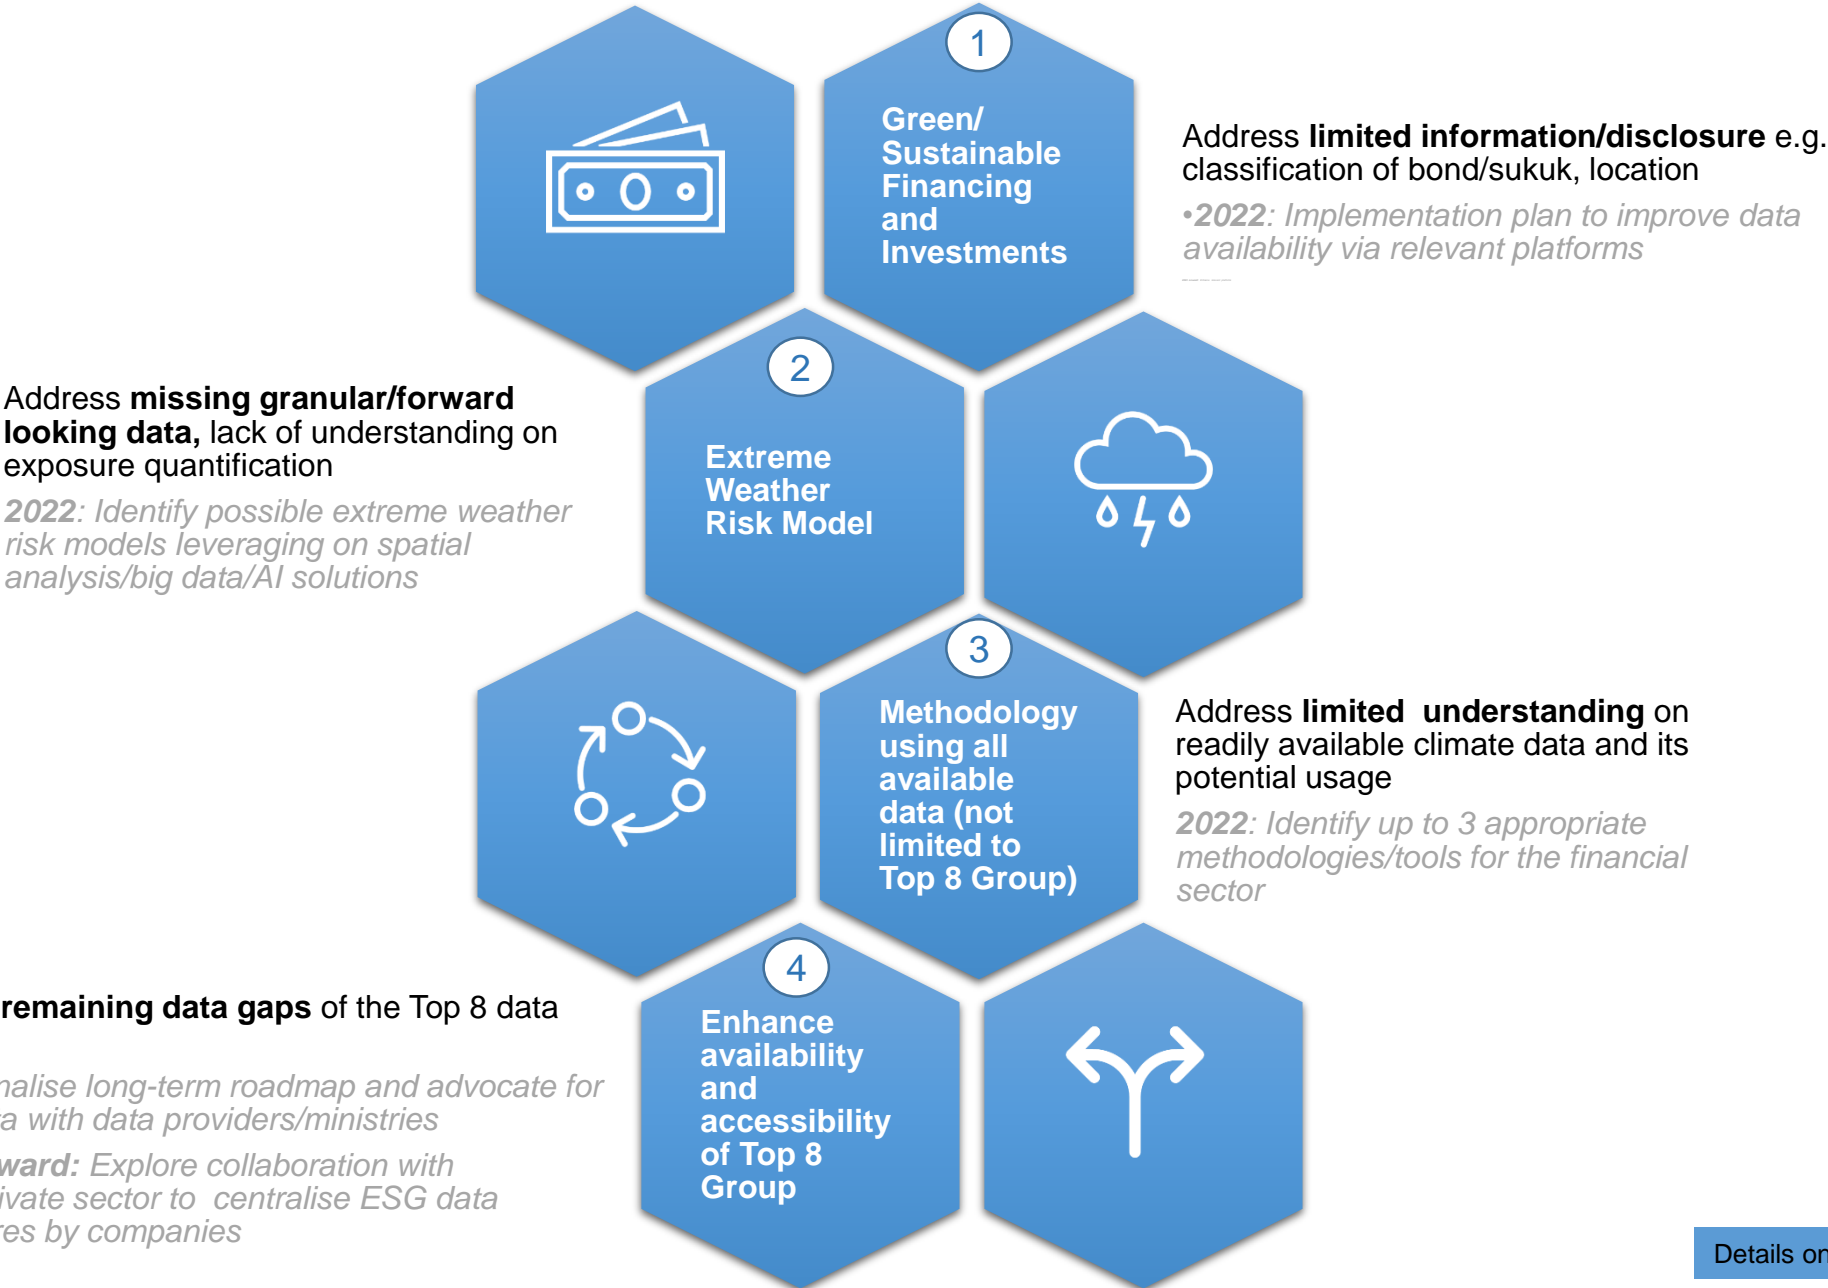 1
Green/
Sustainable
Financing
and
Investments
Address limited information/disclosure e.g.
classification of bond/sukuk, location
•2022: Implementation plan to improve data
availability via relevant platforms
2
Extreme
Weather
Risk Model
Address missing granular/forward
looking data, lack of understanding on
exposure quantification
2022: Identify possible extreme weather
risk models leveraging on spatial
analysis/big data/AI solutions
3
Methodology
using all
available
data (not
limited to
Top 8 Group)
Address limited understanding on
readily available climate data and its
potential usage
2022: Identify up to 3 appropriate
methodologies/tools for the financial
sector
4
Enhance
availability
and
accessibility
of Top 8
Group
remaining data gaps of the Top 8 data
nalise long-term roadmap and advocate for
ta with data providers/ministries
ward: Explore collaboration with
ivate sector to centralise ESG data
res by companies
Details on